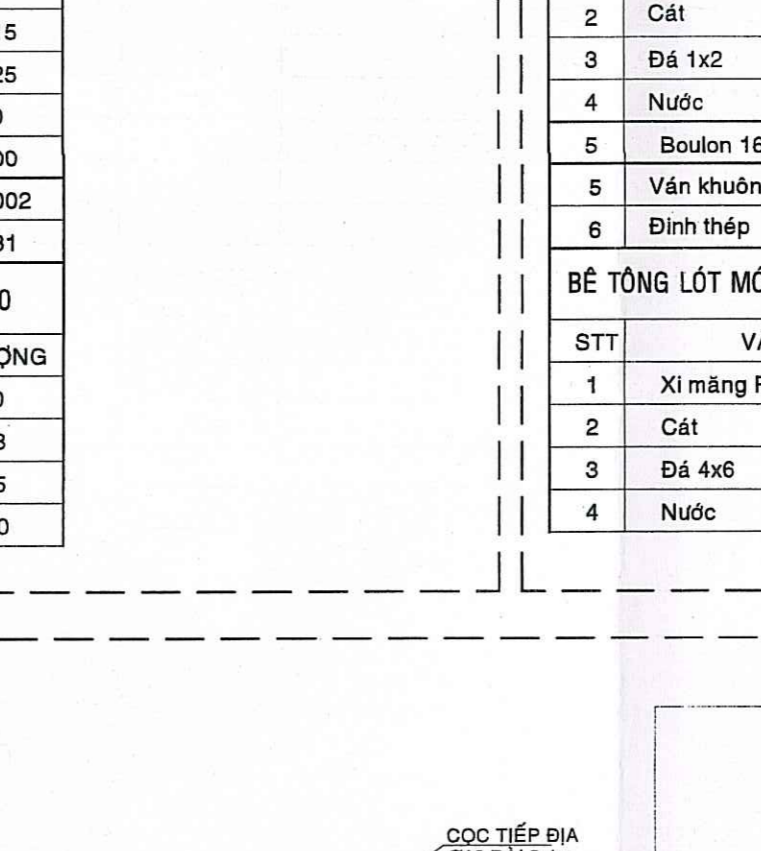 5
25
00
002
31
0
ỢNG
0
3
5
0
2 Cát
3 Đá 1x2
4 Nước
5 Boulon 16
5 Ván khuôn
6 Đinh thép
BÊ TÔNG LÓT MÓ
STT VẬ
1 Xi măng P
2 Cát
3 Đá 4x6
4 Nước
CỌC TIẾP ĐỊA